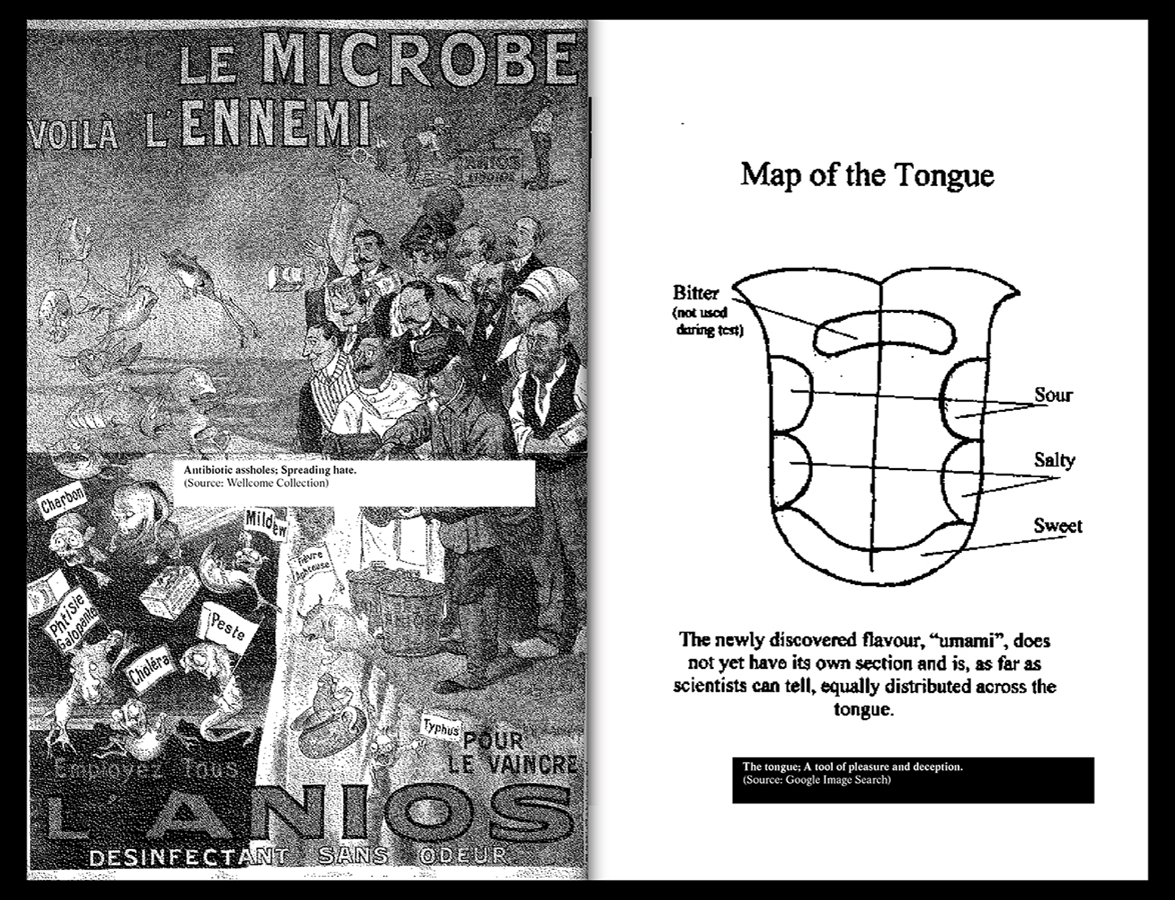 LE MICROBE
VOILÀ L'ENNEMI
ANIOS
Antibiotic assholes; Spreading hate.
(Source: Wellcome Collection)
Charbon
Mildew
Fièvre
Aphteuse
Phtisie
Galopante
Peste
Choléra
ANIOS
Typhus
POUR
LE VAINCRE
Employez Tous
L'ANIOS
DESINFECTANT SANS ODEUR
Map of the Tongue
Bitter
(not used
during test)
Sour
Salty
Sweet
The newly discovered flavour, “umami”, does
not yet have its own section and is, as far as
scientists can tell, equally distributed across the
tongue.
The tongue; A tool of pleasure and deception.
(Source: Google Image Search)